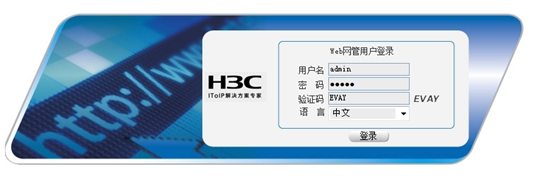 http://www
H3C
IToIP解决方案专家
Web网管用户登录
用户名 admin
密 码 •••••
验证码 EVAY EVAY
语 言 中文
登录